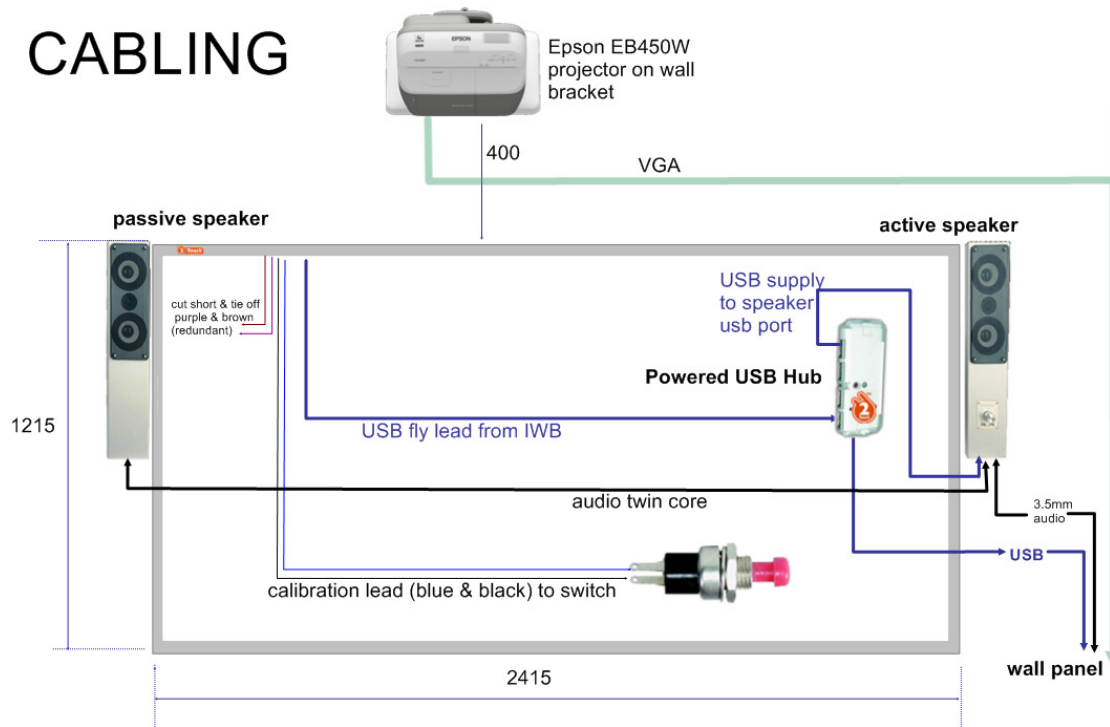 CABLING
EPSON
Epson EB450W
projector on wall
bracket
400
VGA
passive speaker
active speaker
cut short & tie off
purple & brown
(redundant)
USB supply
to speaker
usb port
Powered USB Hub
2
1215
USB fly lead from IWB
audio twin core
3.5mm
audio
USB
calibration lead (blue & black) to switch
wall panel
2415